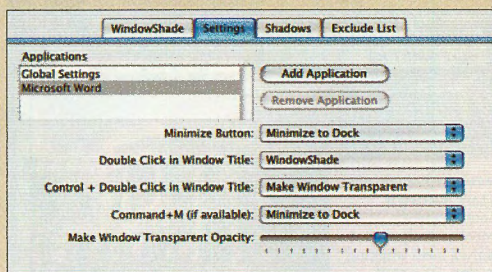 WindowShade Settings Shadows Exclude List
Applications
Global Settings
Microsoft Word
Add Application
Remove Application
Minimize Button: Minimize to Dock
Double Click in Window Title: WindowShade
Control + Double Click in Window Title: Make Window Transparent
Command+M (if available): Minimize to Dock
Make Window Transparent Opacity: